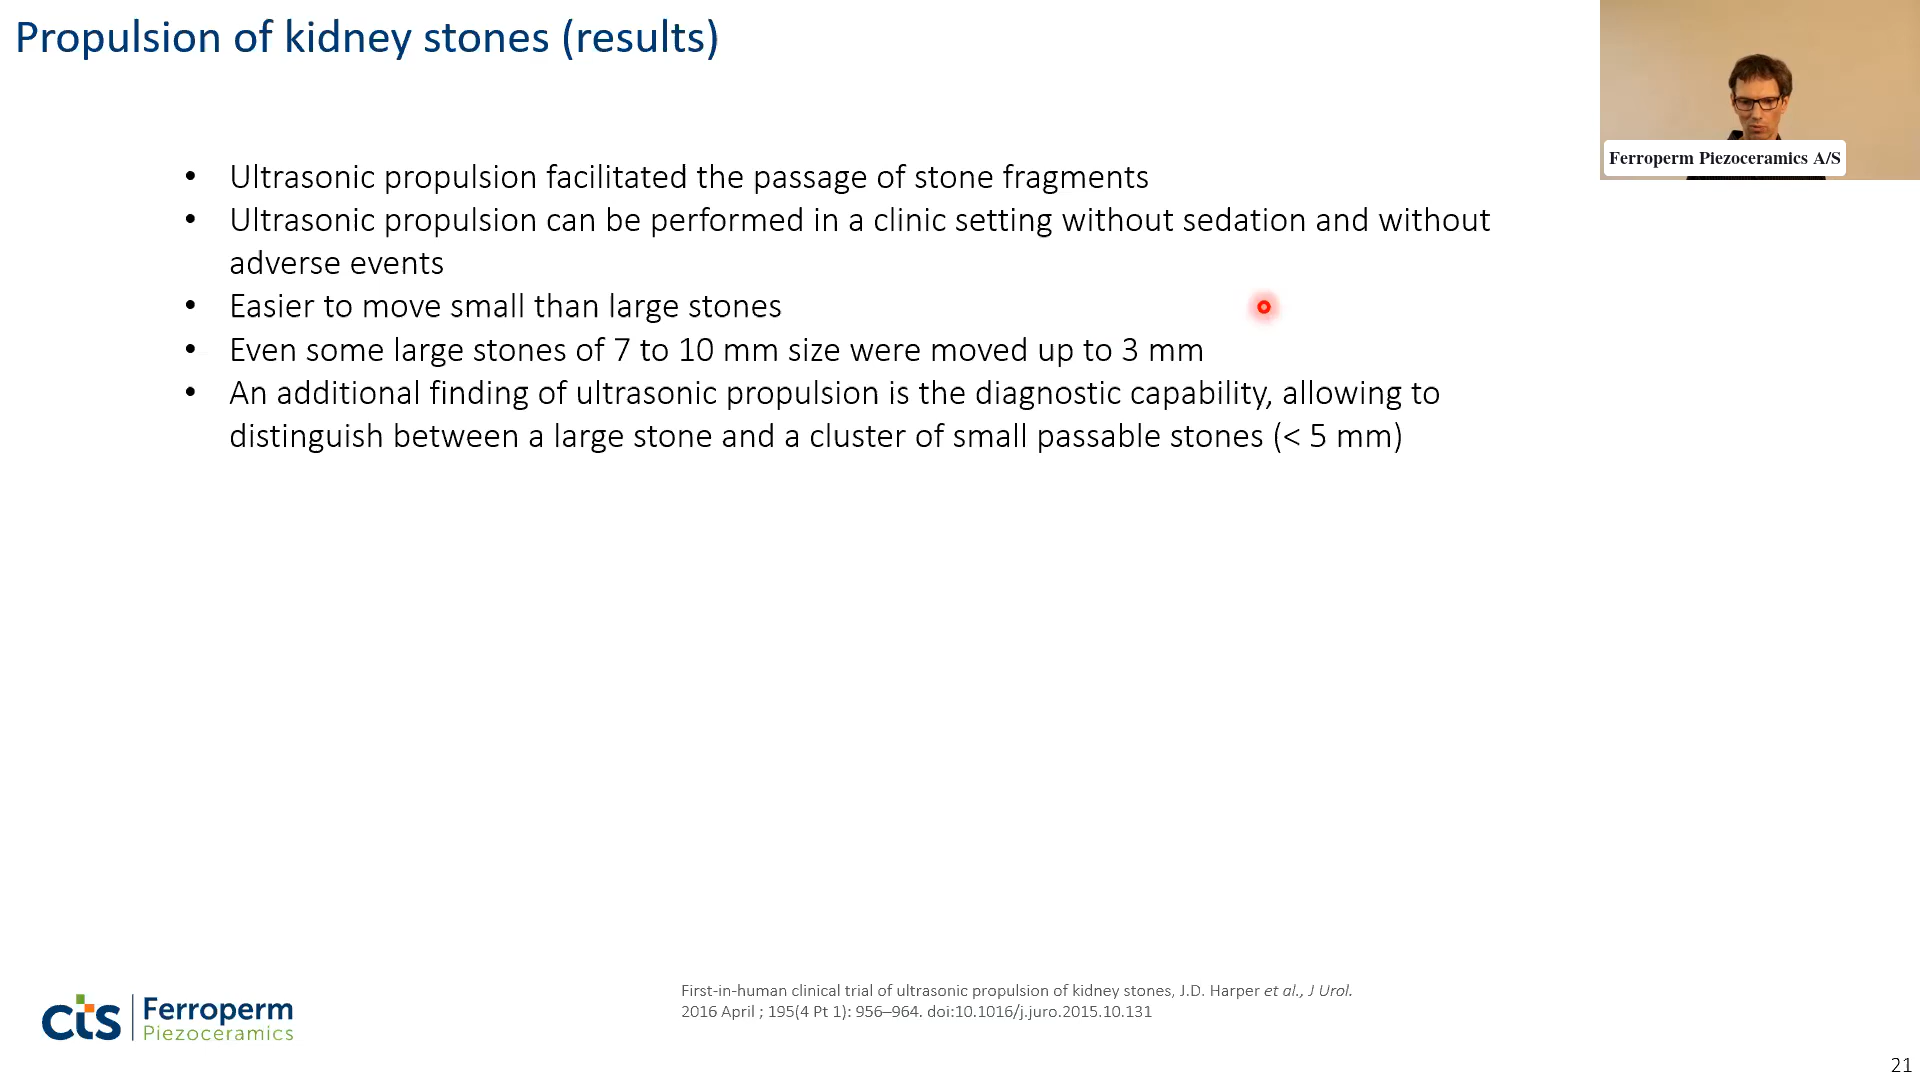 Propulsion of kidney stones (results)
Ferroperm Piezoceramics A/S
• Ultrasonic propulsion facilitated the passage of stone fragments
• Ultrasonic propulsion can be performed in a clinic setting without sedation and without
adverse events
• Easier to move small than large stones
• Even some large stones of 7 to 10 mm size were moved up to 3 mm
• An additional finding of ultrasonic propulsion is the diagnostic capability, allowing to
distinguish between a large stone and a cluster of small passable stones (< 5 mm)
First-in-human clinical trial of ultrasonic propulsion of kidney stones, J.D. Harper et al., J Urol.
2016 April ; 195(4 Pt 1): 956–964. doi:10.1016/j.juro.2015.10.131
cts Ferroperm
Piezoceramics
21